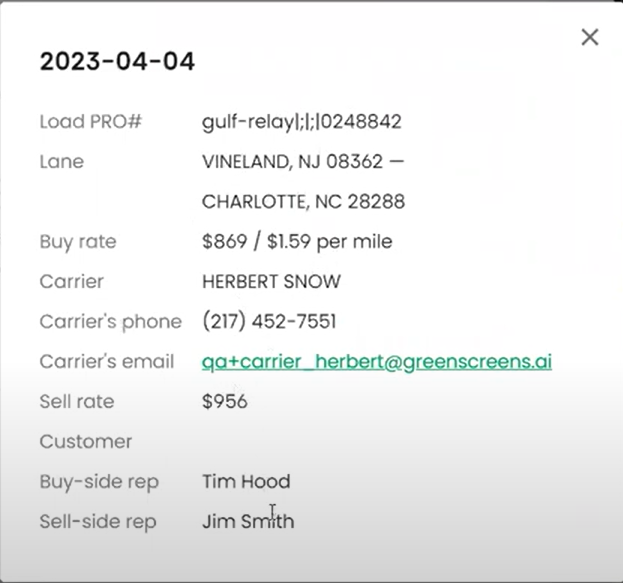 2023-04-04
Load PRO# gulf-relay|;|;|0248842
Lane VINELAND, NJ 08362 —
CHARLOTTE, NC 28288
Buy rate $869 / $1.59 per mile
Carrier HERBERT SNOW
Carrier's phone (217) 452-7551
Carrier's email qa+carrier_herbert@greenscreens.ai
Sell rate $956
Customer
Buy-side rep Tim Hood
Sell-side rep Jim Smith